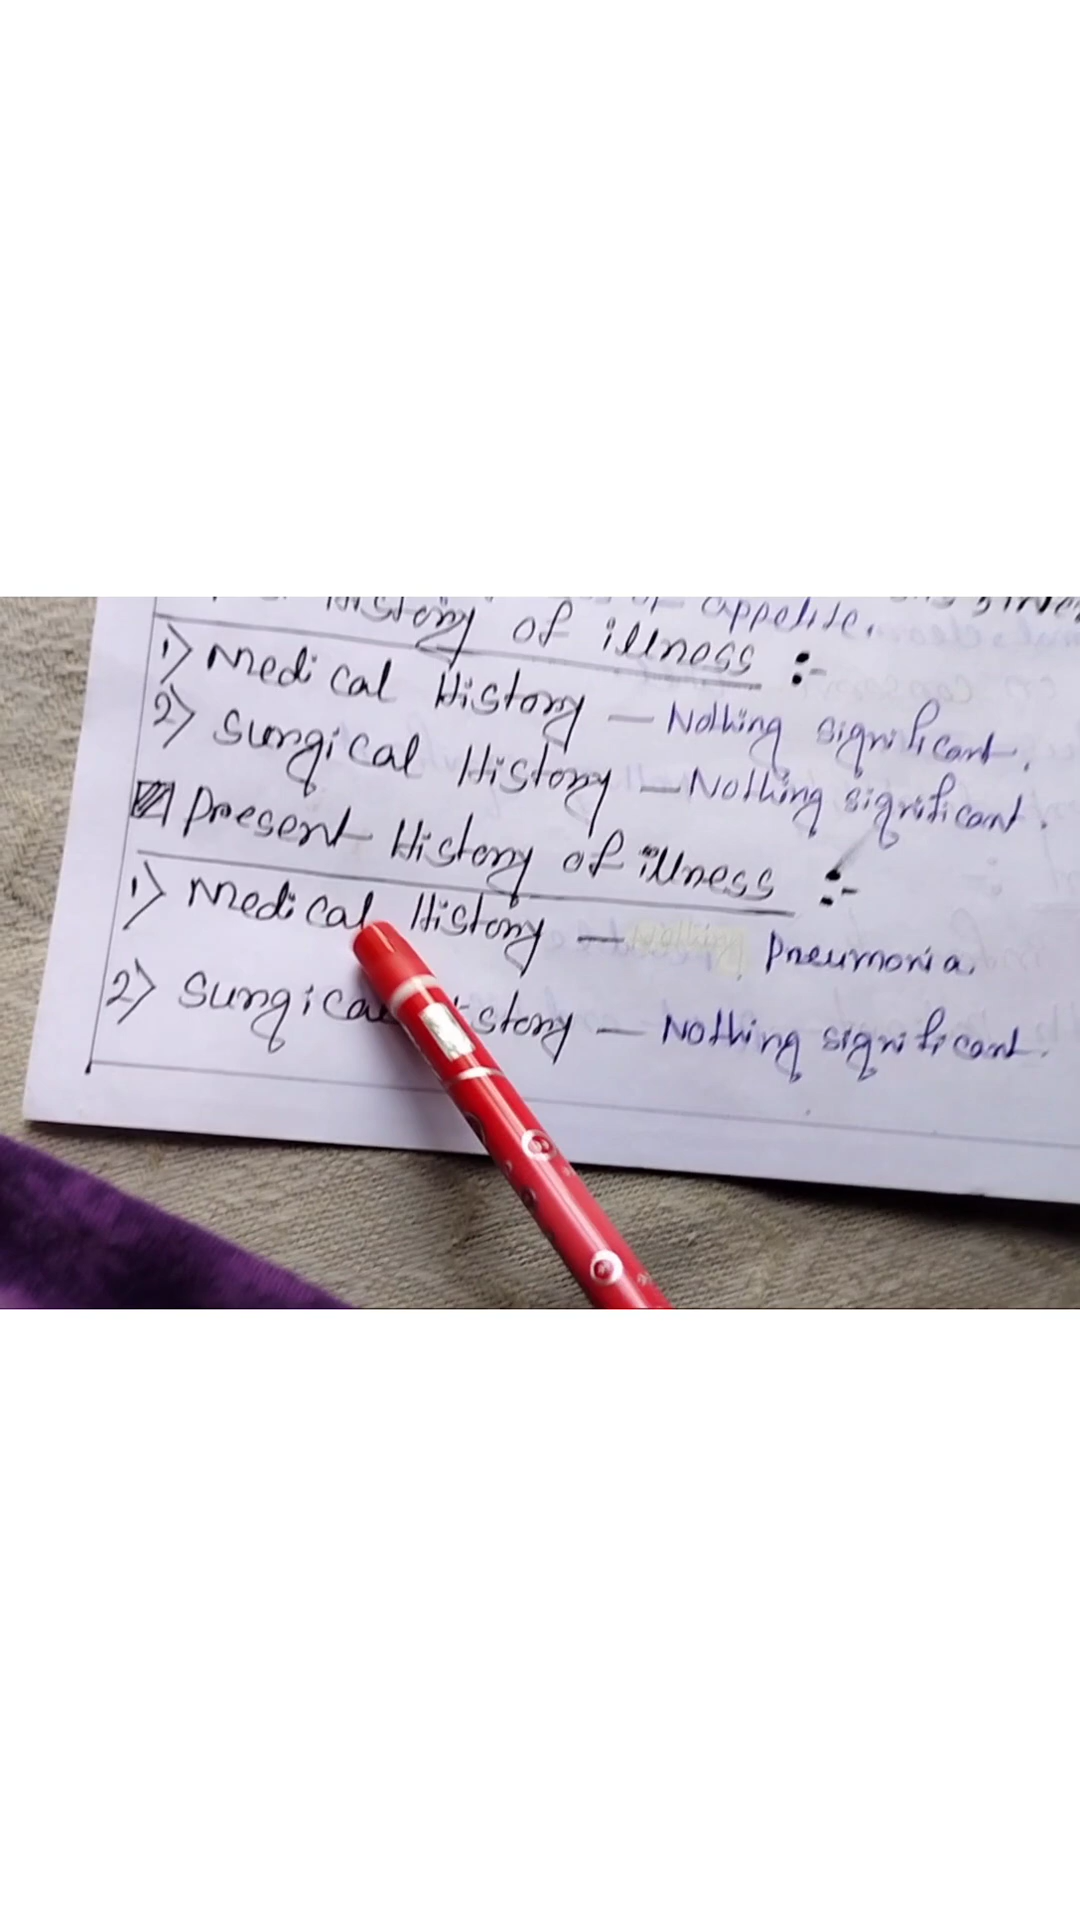 History of illness :-
1) Medical History — Nothing significant.
2) Surgical History — Nothing significant.
Present History of illness :-
1) Medical History — Pneumonia.
2) Surgical History — Nothing significant.